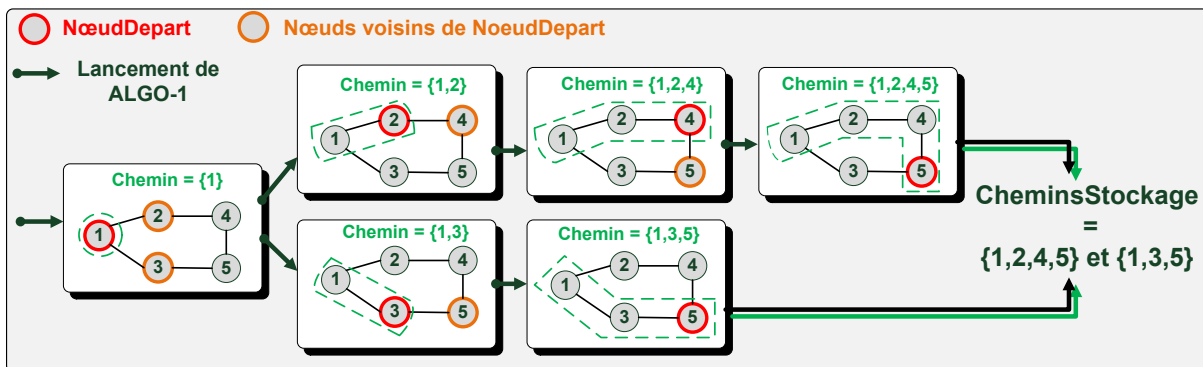 NœudDepart
Nœuds voisins de NoeudDepart
Lancement de
ALGO-1
Chemin = {1}
1
2
3
4
5
Chemin = {1,2}
1
2
3
4
5
Chemin = {1,2,4}
1
2
3
4
5
Chemin = {1,2,4,5}
1
2
3
4
5
Chemin = {1,3}
1
2
3
4
5
Chemin = {1,3,5}
1
2
3
4
5
CheminsStockage
=
{1,2,4,5} et {1,3,5}